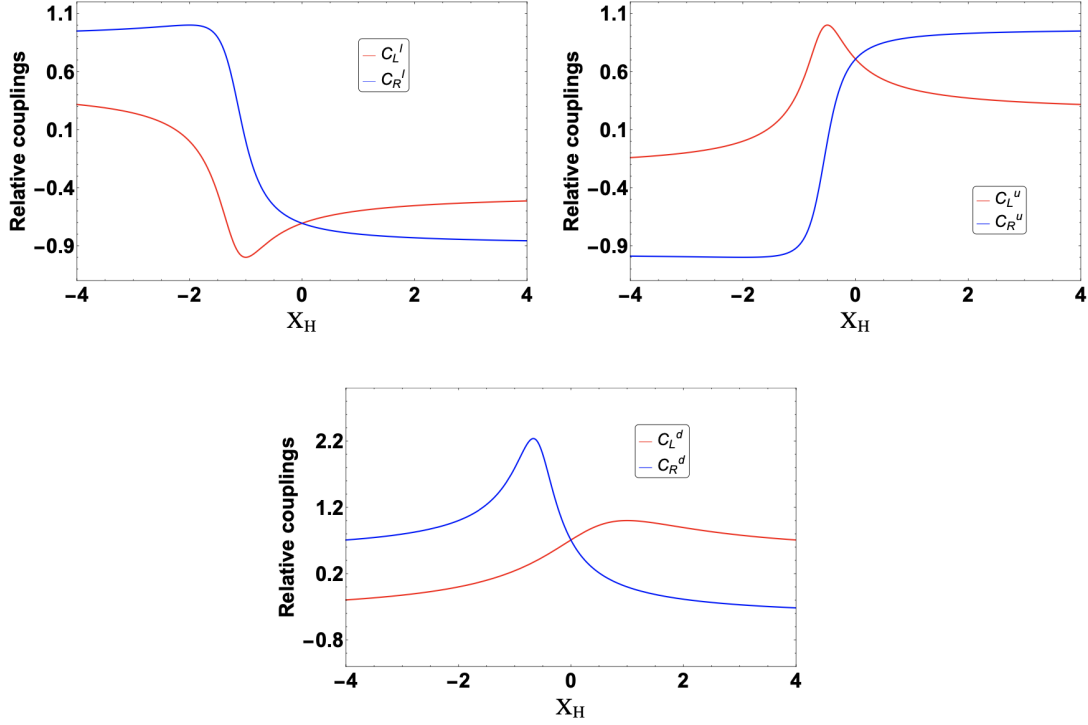 Relative couplings
1.1
0.6
0.1
−0.4
−0.9
C_L^l
C_R^l
−4 −2 0 2 4
X_H
Relative couplings
1.1
0.6
0.1
−0.4
−0.9
C_L^u
C_R^u
−4 −2 0 2 4
X_H
Relative couplings
2.2
1.2
0.2
−0.8
C_L^d
C_R^d
−4 −2 0 2 4
X_H